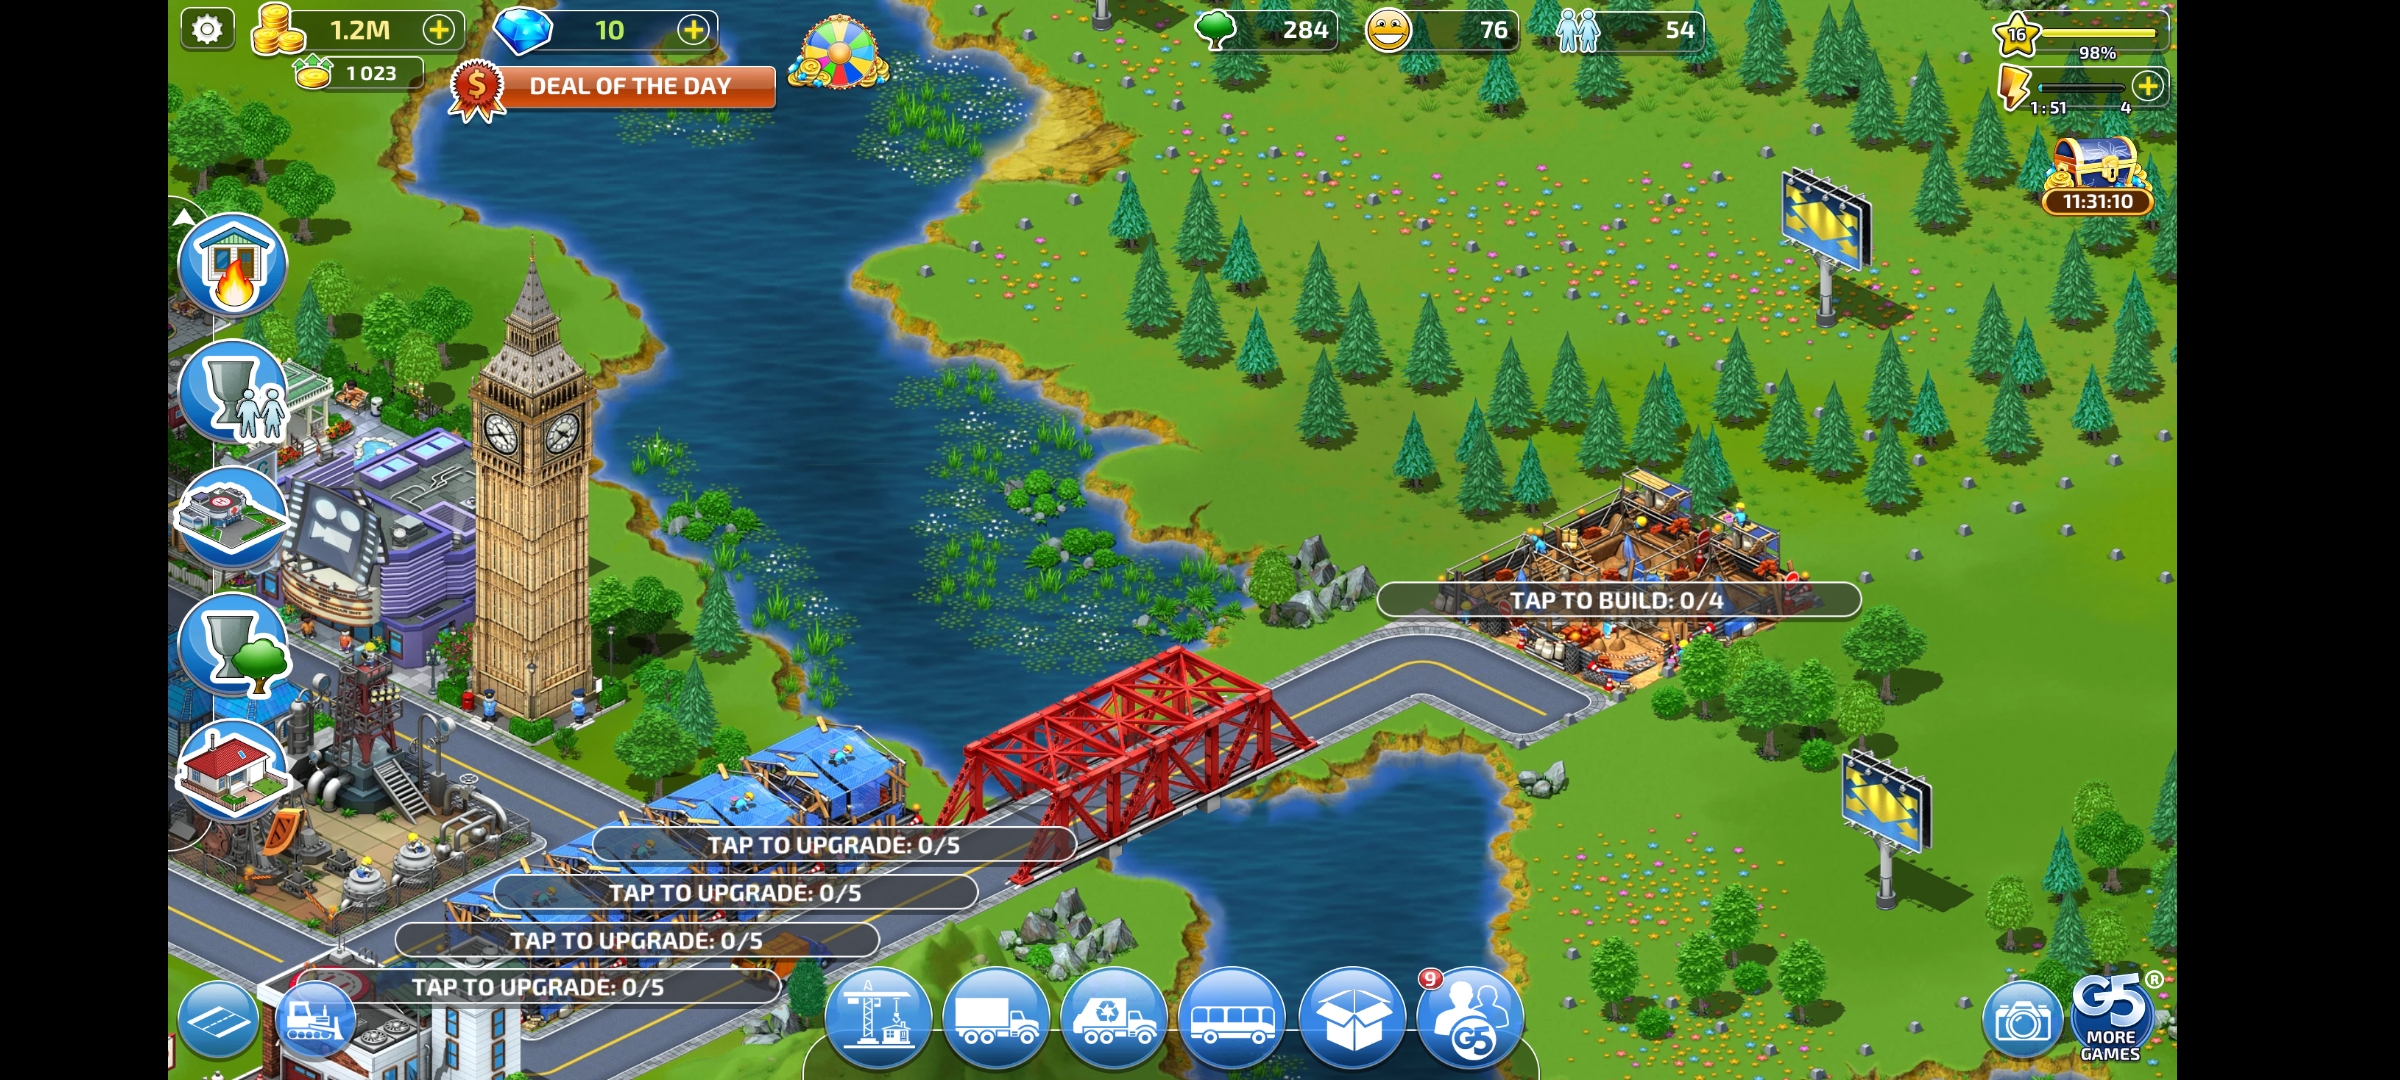 1.2M
10
284
76
54
16
98%
1 023
DEAL OF THE DAY
$
1:51
4
11:31:10
TAP TO BUILD: 0/4
TAP TO UPGRADE: 0/5
TAP TO UPGRADE: 0/5
TAP TO UPGRADE: 0/5
TAP TO UPGRADE: 0/5
9
G5
G5®
MORE
GAMES